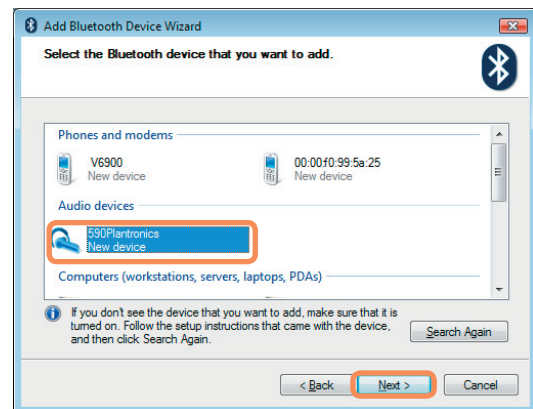 Add Bluetooth Device Wizard
Select the Bluetooth device that you want to add.
Phones and modems
V6900
New device
00:00:f0:99:5a:25
New device
Audio devices
590Plantronics
New device
Computers (workstations, servers, laptops, PDAs)
If you don't see the device that you want to add, make sure that it is
turned on. Follow the setup instructions that came with the device,
and then click Search Again.
Search Again
< Back
Next >
Cancel